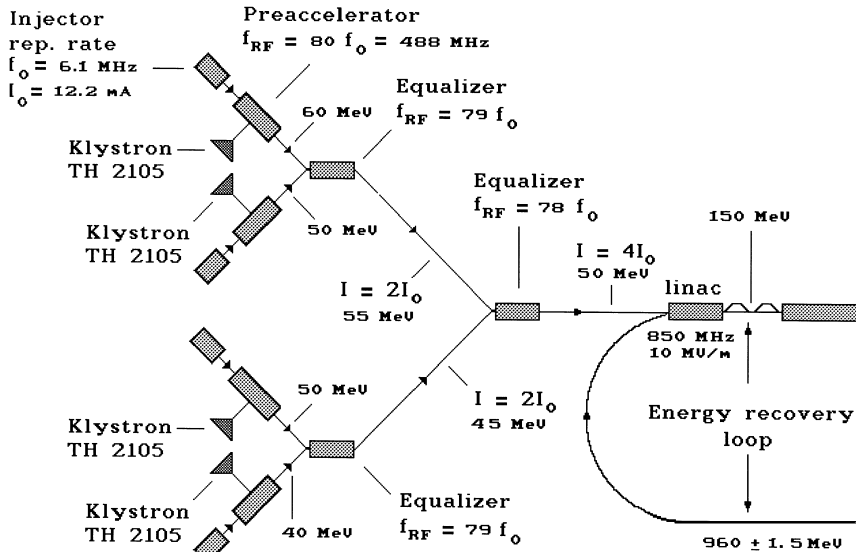 Injector
rep. rate
f₀ = 6.1 MHz
I₀ = 12.2 mA
Preaccelerator
f_RF = 80 f₀ = 488 MHz
60 MeV
Equalizer
f_RF = 79 f₀
Klystron
TH 2105
Klystron
TH 2105
50 MeV
Equalizer
f_RF = 78 f₀
150 MeV
I = 2I₀
55 MeV
I = 4I₀
50 MeV
linac
850 MHz
10 MV/m
50 MeV
I = 2I₀
45 MeV
Energy recovery
loop
Klystron
TH 2105
Klystron
TH 2105
40 MeV
Equalizer
f_RF = 79 f₀
960 ± 1.5 MeV